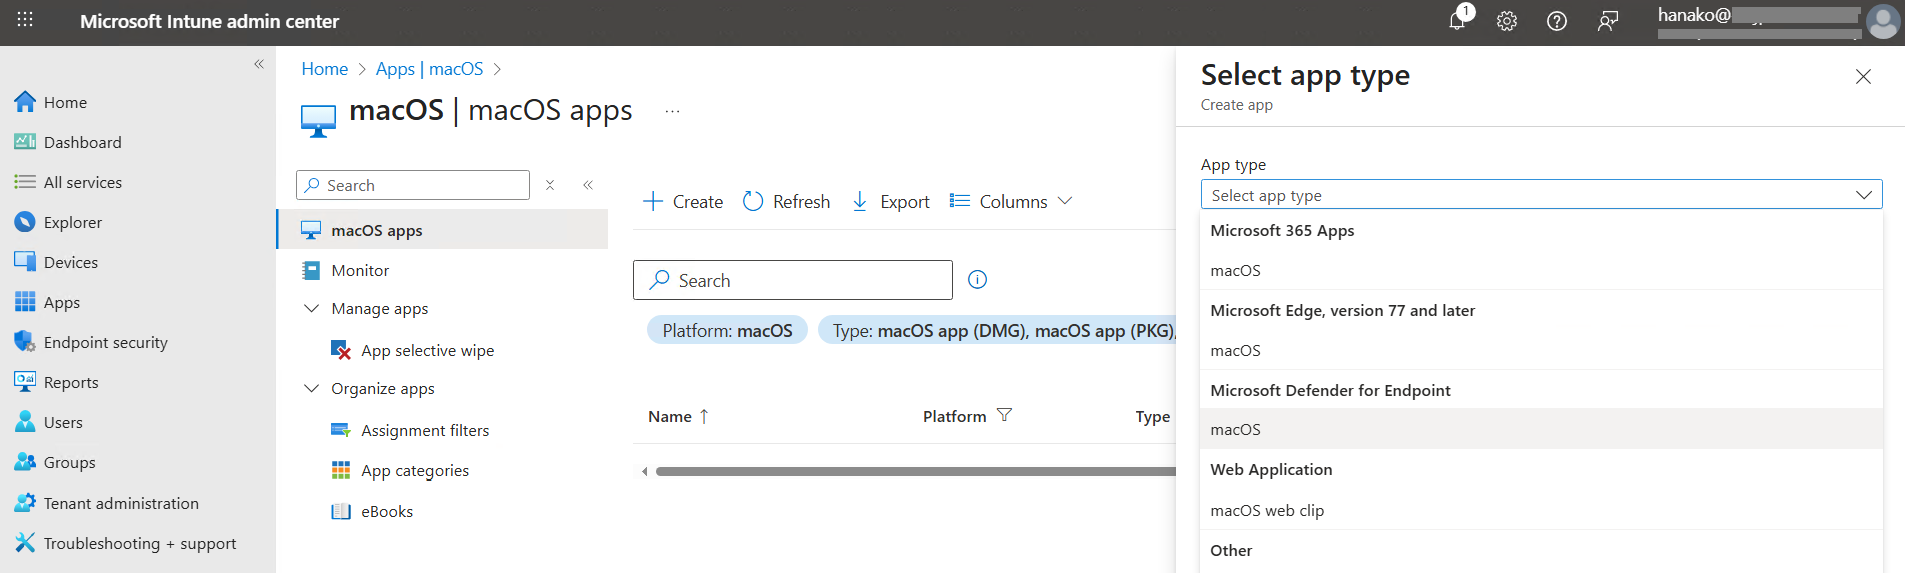 Microsoft Intune admin center
1
hanako@
Home
Dashboard
All services
Explorer
Devices
Apps
Endpoint security
Reports
Users
Groups
Tenant administration
Troubleshooting + support
Home > Apps | macOS >
macOS | macOS apps ...
Search
macOS apps
Monitor
Manage apps
App selective wipe
Organize apps
Assignment filters
App categories
eBooks
Create Refresh Export Columns
Search
Platform: macOS Type: macOS app (DMG), macOS app (PKG),
Name ↑ Platform Type
Select app type
Create app
App type
Select app type
Microsoft 365 Apps
macOS
Microsoft Edge, version 77 and later
macOS
Microsoft Defender for Endpoint
macOS
Web Application
macOS web clip
Other